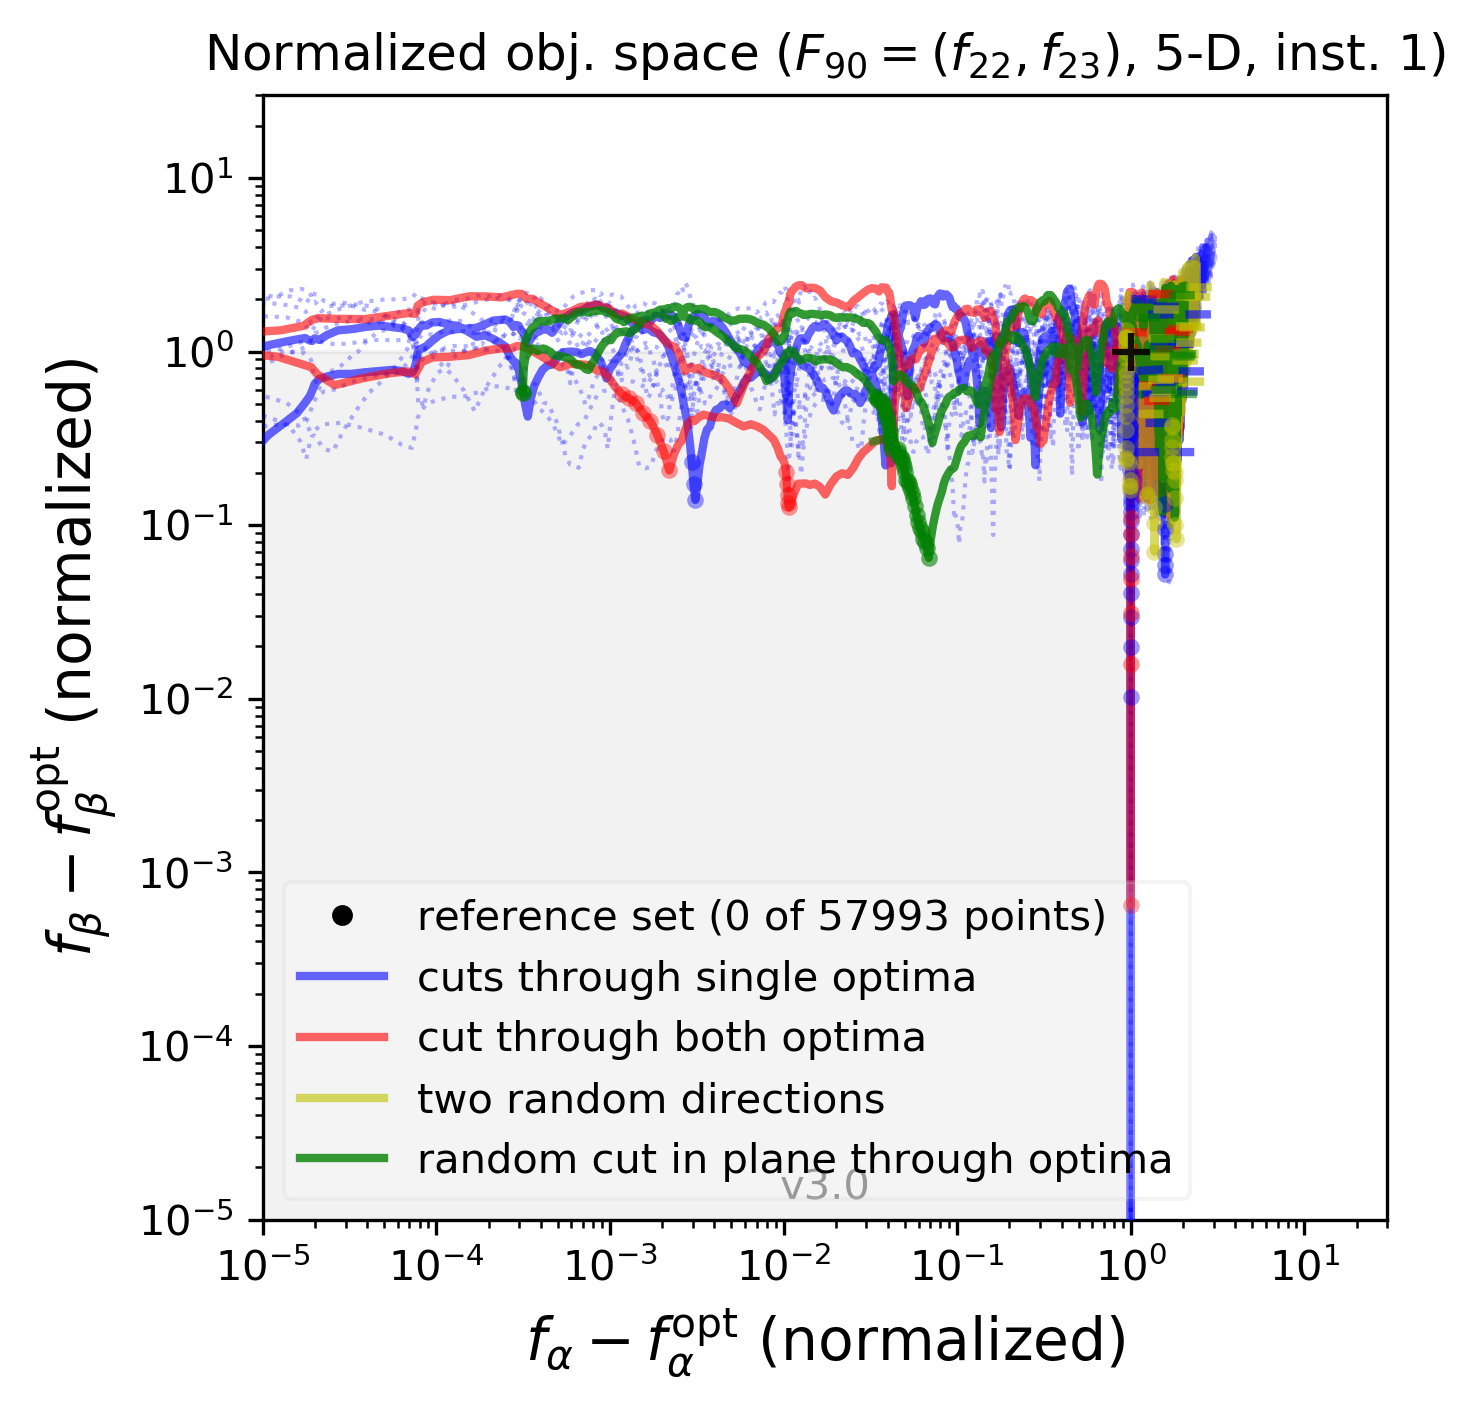 Normalized obj. space (F₉₀ = (f₂₂, f₂₃), 5-D, inst. 1)
f_β − f_β^opt (normalized)
10¹
10⁰
10⁻¹
10⁻²
10⁻³
10⁻⁴
10⁻⁵
reference set (0 of 57993 points)
cuts through single optima
cut through both optima
two random directions
random cut in plane through optima
v3.0
10⁻⁵ 10⁻⁴ 10⁻³ 10⁻² 10⁻¹ 10⁰ 10¹
f_α − f_α^opt (normalized)